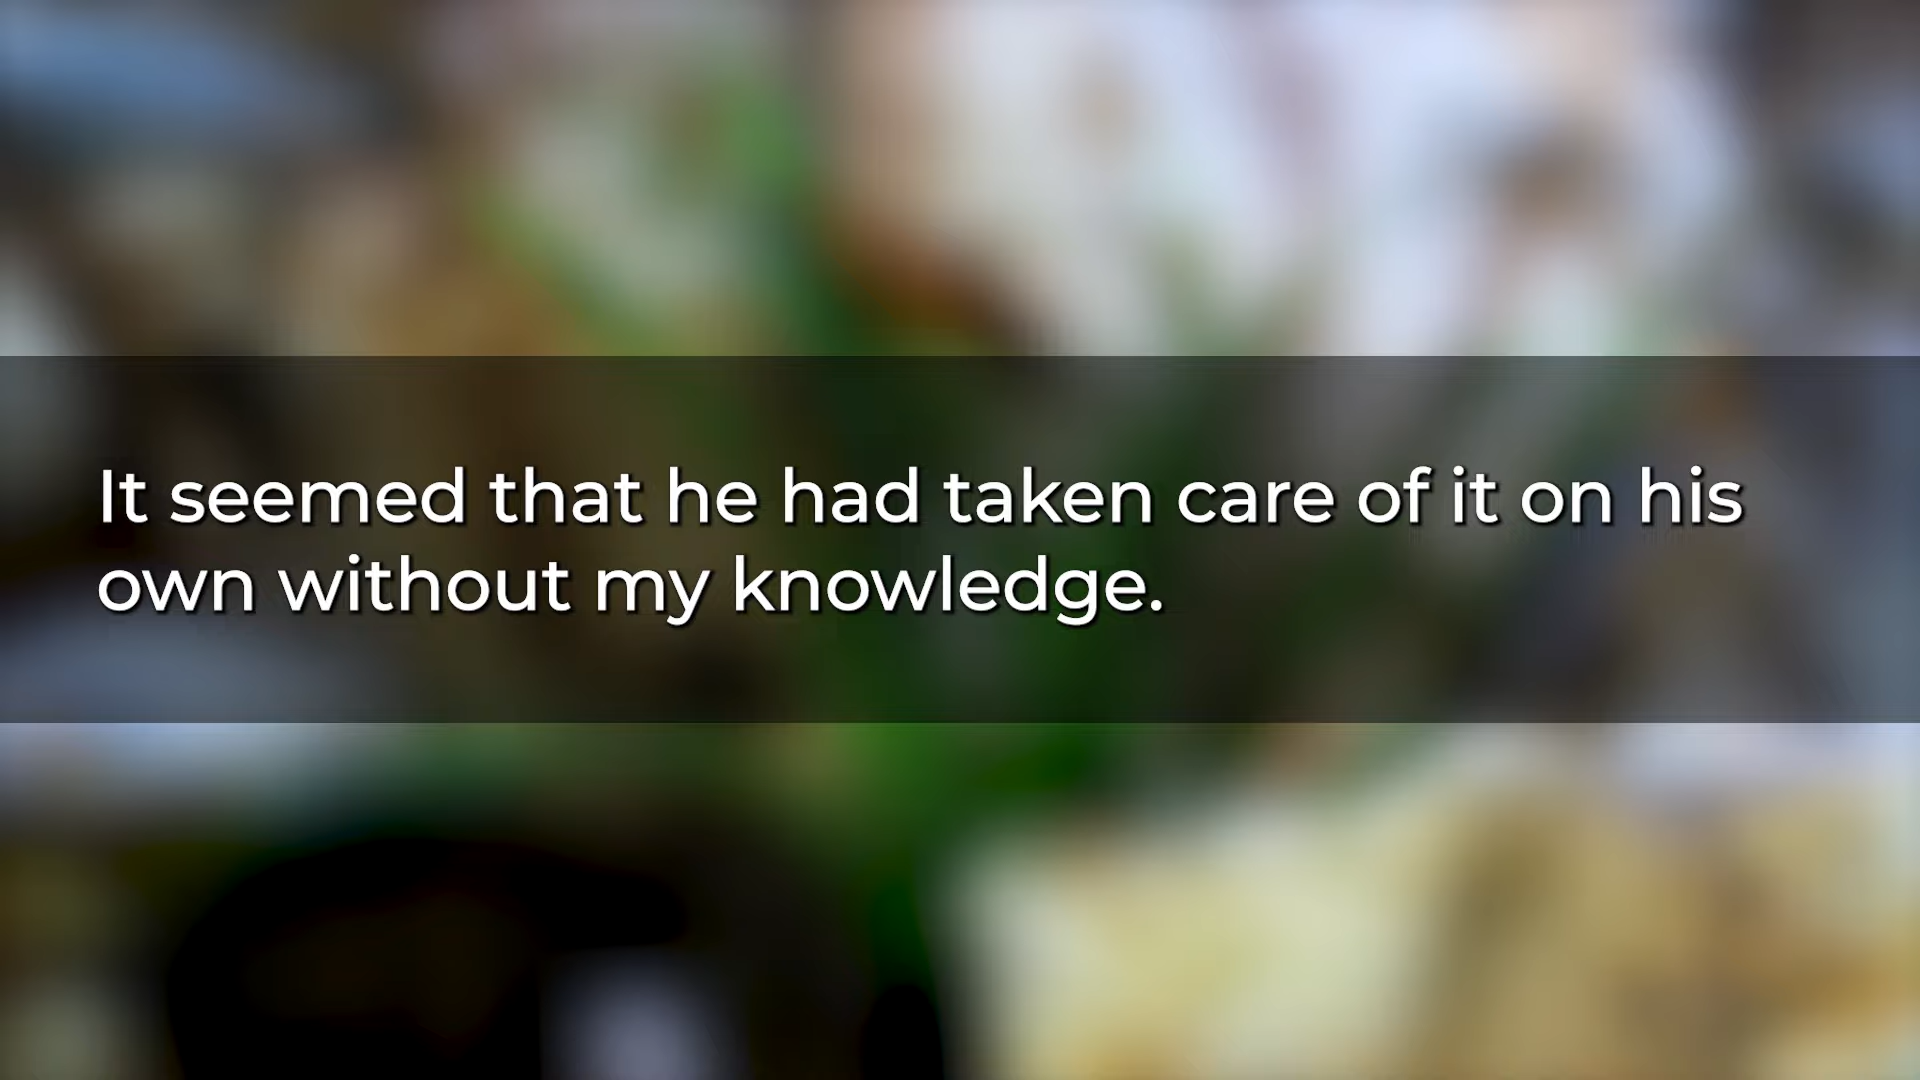 It seemed that he had taken care of it on his
own without my knowledge.